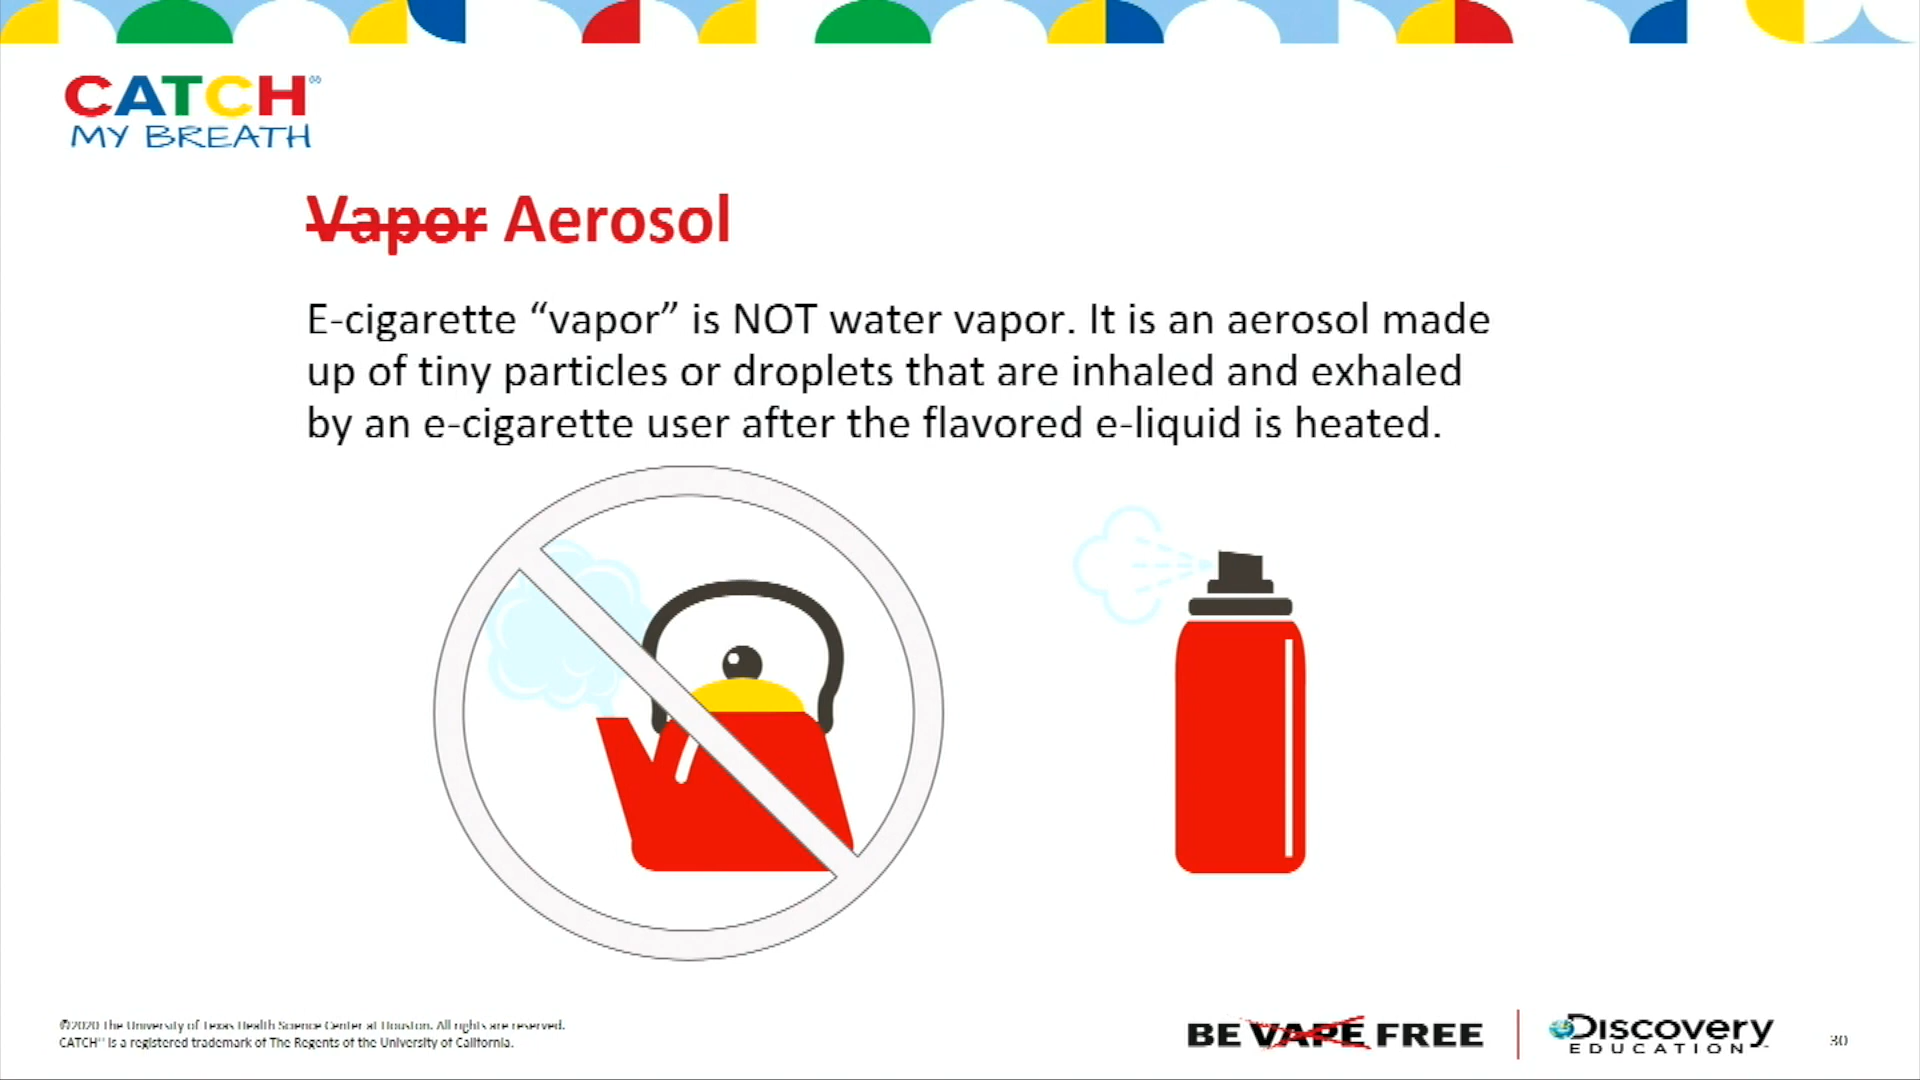 CATCH®
MY BREATH
Vapor Aerosol
E-cigarette “vapor” is NOT water vapor. It is an aerosol made
up of tiny particles or droplets that are inhaled and exhaled
by an e-cigarette user after the flavored e-liquid is heated.
©2020 The University of Texas Health Science Center at Houston. All rights are reserved.
CATCH® is a registered trademark of The Regents of the University of California.
BE VAPE FREE
Discovery
EDUCATION
30